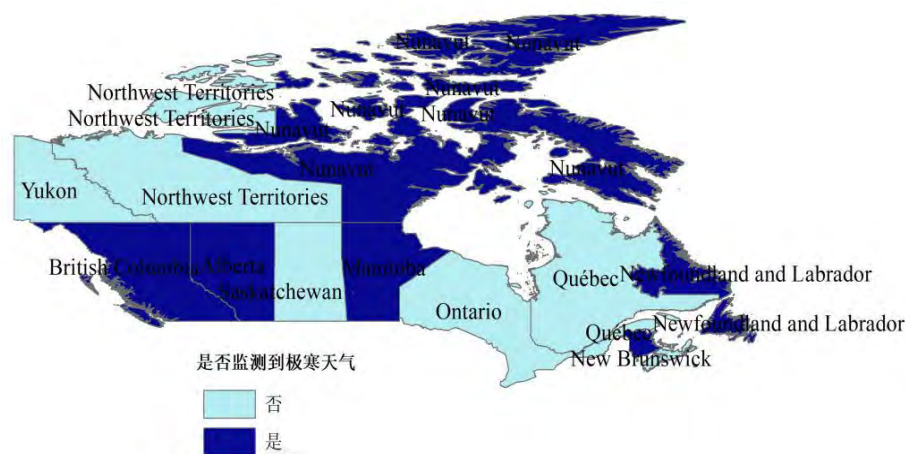 Nunavut
Nunavut
Northwest Territories
Nunavut
Northwest Territories
Nunavut
Nunavut
Nunavut
Nunavut
Nunavut
Yukon
Northwest Territories
British Columbia
Alberta
Manitoba
Saskatchewan
Québec
Newfoundland and Labrador
Ontario
Québec
Newfoundland and Labrador
New Brunswick
是否监测到极寒天气
否
是